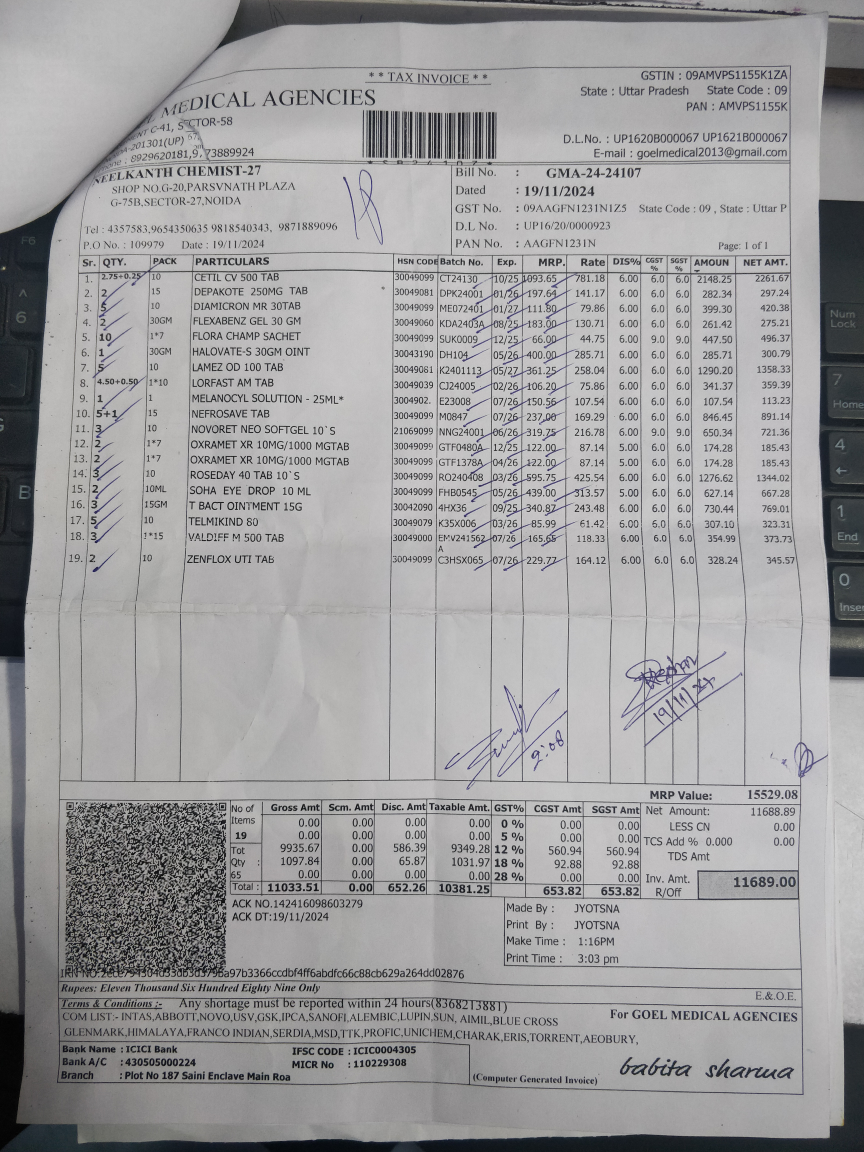 * * TAX INVOICE * *
GSTIN : 09AMVPS1155K1ZA
State : Uttar Pradesh State Code : 09
PAN : AMVPS1155K
MEDICAL AGENCIES
C-41,
-201301(UP)
: 8929620181,
73889924
D.L.No. : UP1620B000067 UP1621B000067
E-mail : goelmedical2013@gmail.com
NEELKANTH CHEMIST-27
SHOP NO.G-20,PARSVNATH PLAZA
G-75B,SECTOR-27,NOIDA
Tel : 4357583,9654350635 9818540343, 9871889096
P.O No. : 109979 Date : 19/11/2024
18
Bill No. : GMA-24-24107
Dated : 19/11/2024
GST No. : 09AAGFN1231N1Z5 State Code : 09 , State : Uttar P
D.L No. : UP16/20/0000923
PAN No. : AAGFN1231N Page: 1 of 1
Sr. QTY. PACK PARTICULARS HSN CODE Batch No. Exp. MRP. Rate DIS% CGST % SGST % AMOUN NET AMT.
1. 2.75+0.25 10 CETIL CV 500 TAB 30049099 CT24130 10/25 1093.65 781.18 6.00 6.0 6.0 2148.25 2261.67
2. 2 15 DEPAKOTE 250MG TAB * 30049081 DPK24001 01/26 197.64 141.17 6.00 6.0 6.0 282.34 297.24
3. 5 10 DIAMICRON MR 30TAB 30049099 ME072401 01/27 111.80 79.86 6.00 6.0 6.0 399.30 420.38
4. 2 30GM FLEXABENZ GEL 30 GM 30049060 KDA2403A 08/25 183.00 130.71 6.00 6.0 6.0 261.42 275.21
5. 10 1*7 FLORA CHAMP SACHET 30049099 SUK0009 12/25 66.00 44.75 6.00 9.0 9.0 447.50 496.37
6. 1 30GM HALOVATE-S 30GM OINT 30043190 DH104 05/26 400.00 285.71 6.00 6.0 6.0 285.71 300.79
7. 5 10 LAMEZ OD 100 TAB 30049081 K2401113 05/27 361.25 258.04 6.00 6.0 6.0 1290.20 1358.33
8. 4.50+0.50 1*10 LORFAST AM TAB 30049039 CJ24005 02/26 106.20 75.86 6.00 6.0 6.0 341.37 359.39
9. 1 1 MELANOCYL SOLUTION - 25ML* 3004902. E23008 07/26 150.56 107.54 6.00 6.0 6.0 107.54 113.23
10. 5+1 15 NEFROSAVE TAB 30049099 M0847 07/26 237.00 169.29 6.00 6.0 6.0 846.45 891.14
11. 3 10 NOVORET NEO SOFTGEL 10`S 21069099 NNG24001 06/26 319.75 216.78 6.00 9.0 9.0 650.34 721.36
12. 2 1*7 OXRAMET XR 10MG/1000 MGTAB 30049099 GTF0480A 12/25 122.00 87.14 5.00 6.0 6.0 174.28 185.43
13. 2 1*7 OXRAMET XR 10MG/1000 MGTAB 30049099 GTF1378A 04/26 122.00 87.14 5.00 6.0 6.0 174.28 185.43
14. 3 10 ROSEDAY 40 TAB 10`S 30049099 RO240408 03/26 595.75 425.54 6.00 6.0 6.0 1276.62 1344.02
15. 2 10ML SOHA EYE DROP 10 ML 30049099 FHB0545 05/26 439.00 313.57 5.00 6.0 6.0 627.14 667.28
16. 3 15GM T BACT OINTMENT 15G 30042090 4HX36 09/25 340.87 243.48 6.00 6.0 6.0 730.44 769.01
17. 5 10 TELMIKIND 80 30049079 K35X006 03/26 85.99 61.42 6.00 6.0 6.0 307.10 323.31
18. 3 1*15 VALDIFF M 500 TAB 30049000 EMV241562A 07/26 165.65 118.33 6.00 6.0 6.0 354.99 373.73
19. 2 10 ZENFLOX UTI TAB 30049099 C3HSX065 07/26 229.77 164.12 6.00 6.0 6.0 328.24 345.57
19/11/24
2:08
MRP Value: 15529.08
No of Items 19 Tot Qty : 65
Gross Amt Scm. Amt Disc. Amt Taxable Amt. GST% CGST Amt SGST Amt
0.00 0.00 0.00 0.00 0 % 0.00 0.00
0.00 0.00 0.00 0.00 5 % 0.00 0.00
9935.67 0.00 586.39 9349.28 12 % 560.94 560.94
1097.84 0.00 65.87 1031.97 18 % 92.88 92.88
0.00 0.00 0.00 0.00 28 % 0.00 0.00
Total : 11033.51 0.00 652.26 10381.25 653.82 653.82
Net Amount: 11688.89
LESS CN 0.00
TCS Add % 0.000 0.00
TDS Amt
Inv. Amt. R/Off 11689.00
ACK NO.142416098603279
ACK DT:19/11/2024
Made By : JYOTSNA
Print By : JYOTSNA
Make Time : 1:16PM
Print Time : 3:03 pm
Rupees: Eleven Thousand Six Hundred Eighty Nine Only
E.&O.E.
Terms & Conditions :- Any shortage must be reported within 24 hours(8368213881)
COM LIST:- INTAS,ABBOTT,NOVO,USV,GSK,IPCA,SANOFI,ALEMBIC,LUPIN,SUN, AIMIL,BLUE CROSS
GLENMARK,HIMALAYA,FRANCO INDIAN,SERDIA,MSD,TTK,PROFIC,UNICHEM,CHARAK,ERIS,TORRENT,AEOBURY,
For GOEL MEDICAL AGENCIES
Bank Name : ICICI Bank IFSC CODE : ICIC0004305
Bank A/C : 430505000224 MICR No : 110229308
Branch : Plot No 187 Saini Enclave Main Roa
(Computer Generated Invoice)
babita sharma